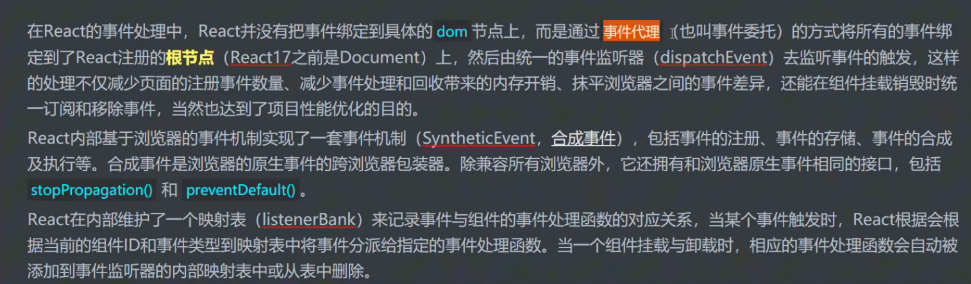 在React的事件处理中，React并没有把事件绑定到具体的 dom 节点上，而是通过 事件代理 （也叫事件委托）的方式将所有的事件绑
定到了React注册的根节点（React17之前是Document）上，然后由统一的事件监听器（dispatchEvent）去监听事件的触发，这样
的处理不仅减少页面的注册事件数量、减少事件处理和回收带来的内存开销、抹平浏览器之间的事件差异，还能在组件挂载销毁时统
一订阅和移除事件，当然也达到了项目性能优化的目的。
React内部基于浏览器的事件机制实现了一套事件机制（SyntheticEvent，合成事件），包括事件的注册、事件的存储、事件的合成
及执行等。合成事件是浏览器的原生事件的跨浏览器包装器。除兼容所有浏览器外，它还拥有和浏览器原生事件相同的接口，包括
stopPropagation() 和 preventDefault() 。
React在内部维护了一个映射表（listenerBank）来记录事件与组件的事件处理函数的对应关系，当某个事件触发时，React根据会根
据当前的组件ID和事件类型到映射表中将事件分派给指定的事件处理函数。当一个组件挂载与卸载时，相应的事件处理函数会自动被
添加到事件监听器的内部映射表中或从表中删除。